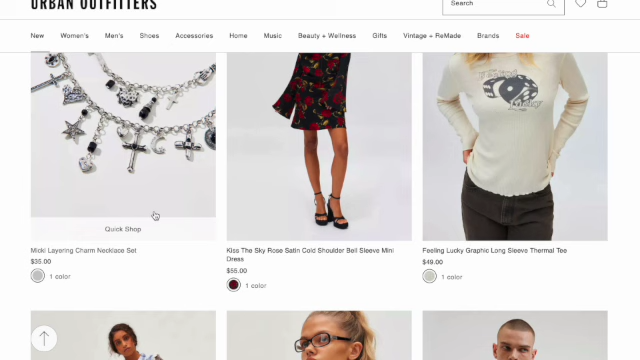 URBAN OUTFITTERS
Search
New Women's Men's Shoes Accessories Home Music Beauty + Wellness Gifts Vintage + ReMade Brands Sale
Quick Shop
Micki Layering Charm Necklace Set
$35.00
1 color
Kiss The Sky Rose Satin Cold Shoulder Bell Sleeve Mini
Dress
$55.00
1 color
Feeling Lucky Graphic Long Sleeve Thermal Tee
$49.00
1 color